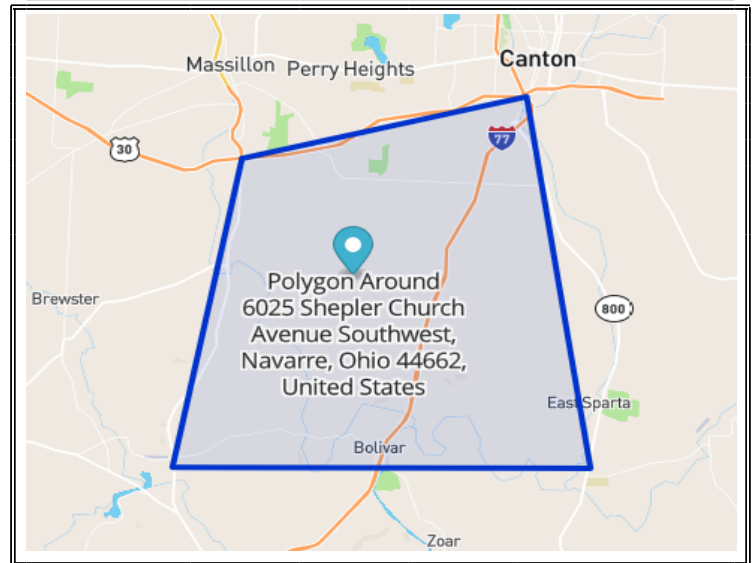 Canton
Massillon
Perry Heights
30
77
Polygon Around
6025 Shepler Church
Avenue Southwest,
Navarre, Ohio 44662,
United States
Brewster
800
East Sparta
Bolivar
Zoar